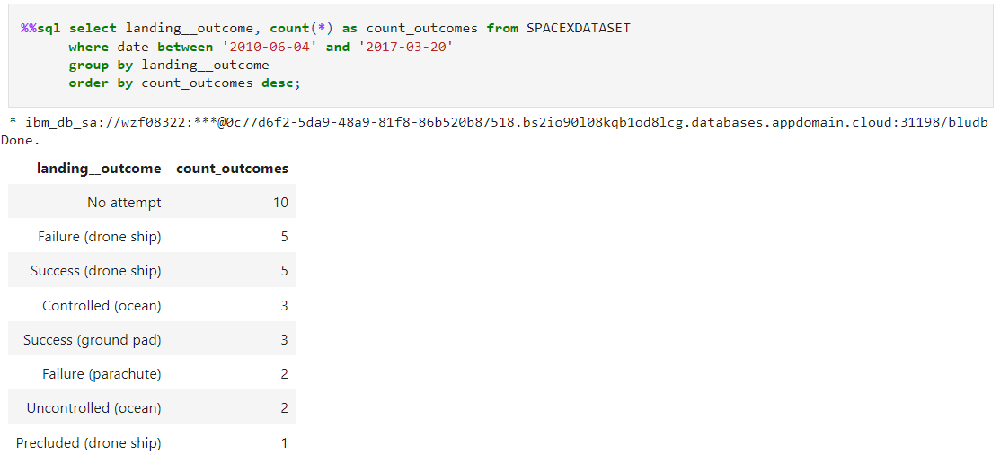 %%sql select landing__outcome, count(*) as count_outcomes from SPACEXDATASET
where date between '2010-06-04' and '2017-03-20'
group by landing__outcome
order by count_outcomes desc;
* ibm_db_sa://wzf08322:***@0c77d6f2-5da9-48a9-81f8-86b520b87518.bs2io90l08kqb1od8lcg.databases.appdomain.cloud:31198/bludb
Done.
landing__outcome count_outcomes
No attempt 10
Failure (drone ship) 5
Success (drone ship) 5
Controlled (ocean) 3
Success (ground pad) 3
Failure (parachute) 2
Uncontrolled (ocean) 2
Precluded (drone ship) 1